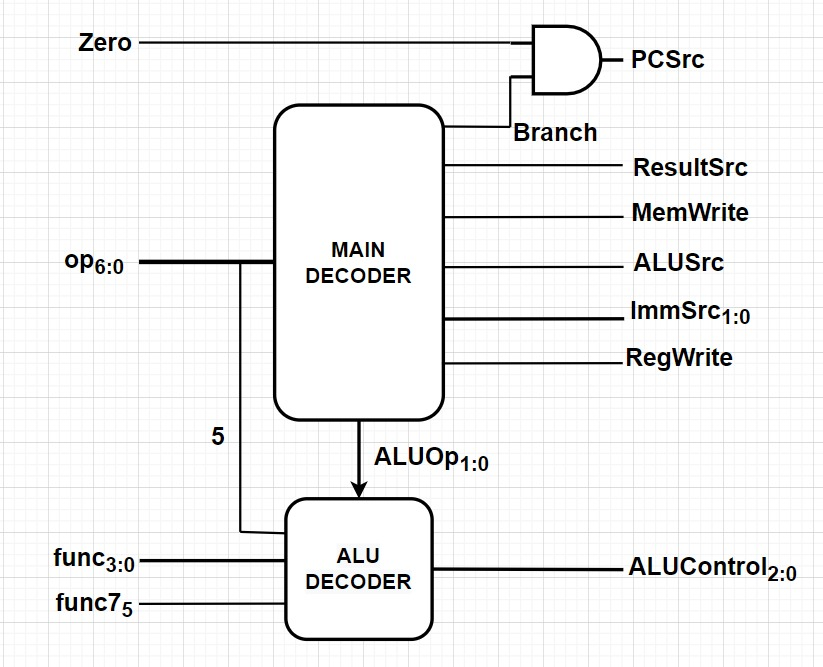 Zero
PCSrc
Branch
ResultSrc
MemWrite
MAIN
DECODER
op6:0
ALUSrc
ImmSrc1:0
RegWrite
5
ALUOp1:0
func3:0
ALU
DECODER
ALUControl2:0
func75